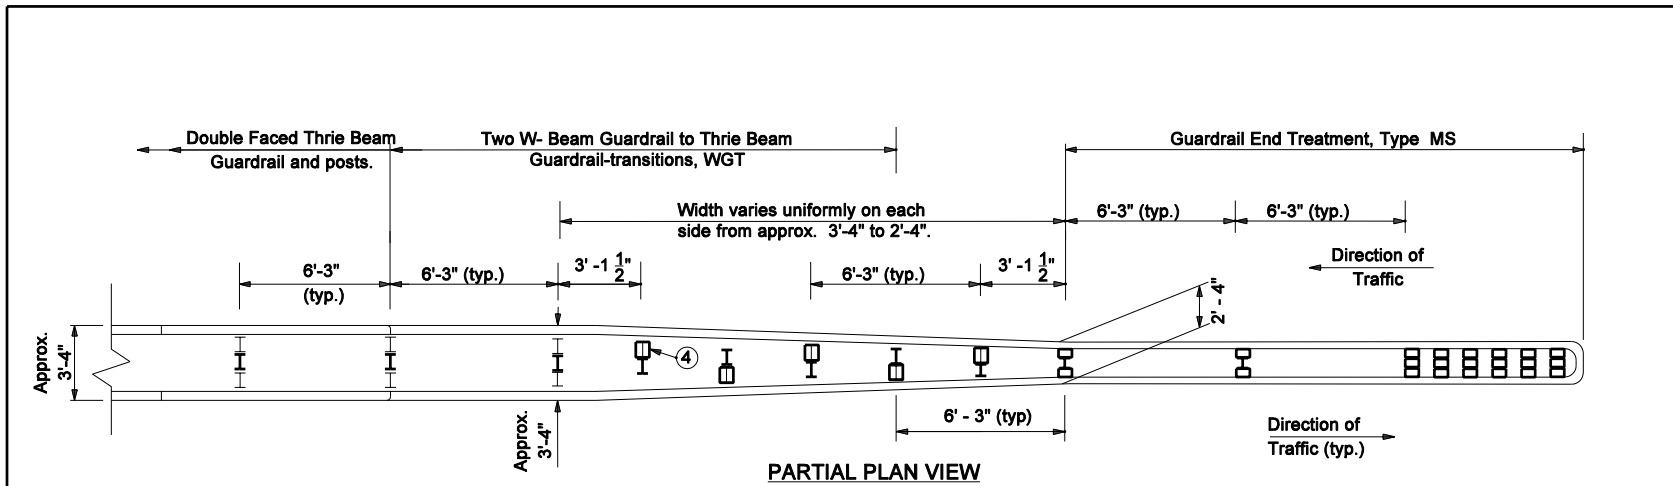 Double Faced Thrie Beam
Guardrail and posts.
Two W- Beam Guardrail to Thrie Beam
Guardrail-transitions, WGT
Guardrail End Treatment, Type MS
Width varies uniformly on each
side from approx. 3'-4" to 2'-4".
6'-3" (typ.)
6'-3" (typ.)
Direction of
Traffic
6'-3"
(typ.)
6'-3" (typ.)
3' -1 1/2"
6'-3" (typ.)
3' -1 1/2"
2' - 4"
Approx.
3'-4"
4
Approx.
3'-4"
6' - 3" (typ)
Direction of
Traffic (typ.)
PARTIAL PLAN VIEW